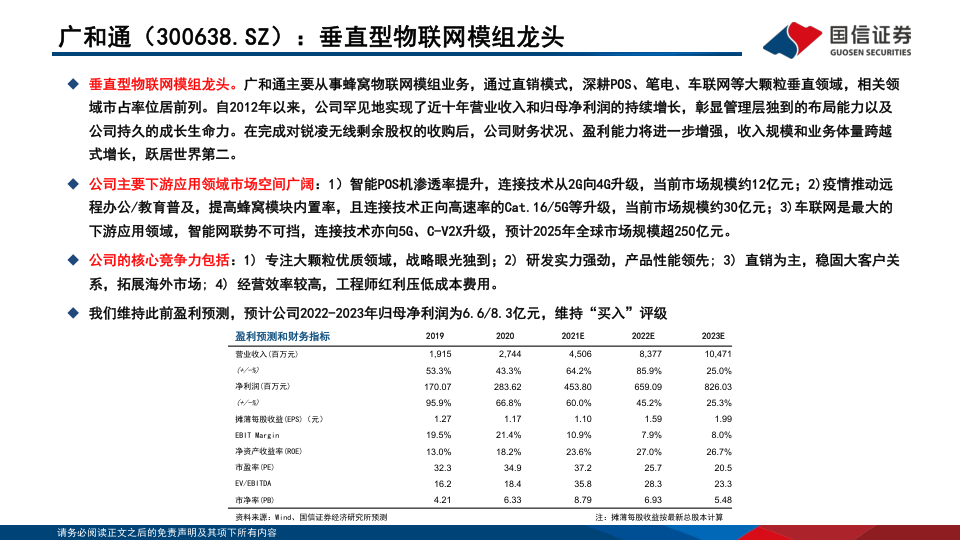 广和通（300638.SZ）：垂直型物联网模组龙头
国信证券
GUOSEN SECURITIES
◆ 垂直型物联网模组龙头。广和通主要从事蜂窝物联网模组业务，通过直销模式，深耕POS、笔电、车联网等大颗粒垂直领域，相关领
域市占率位居前列。自2012年以来，公司罕见地实现了近十年营业收入和归母净利润的持续增长，彰显管理层独到的布局能力以及
公司持久的成长生命力。在完成对锐凌无线剩余股权的收购后，公司财务状况、盈利能力将进一步增强，收入规模和业务体量跨越
式增长，跃居世界第二。
◆ 公司主要下游应用领域市场空间广阔：1）智能POS机渗透率提升，连接技术从2G向4G升级，当前市场规模约12亿元；2)疫情推动远
程办公/教育普及，提高蜂窝模块内置率，且连接技术正向高速率的Cat.16/5G等升级，当前市场规模约30亿元；3)车联网是最大的
下游应用领域，智能网联势不可挡，连接技术亦向5G、C-V2X升级，预计2025年全球市场规模超250亿元。
◆ 公司的核心竞争力包括：1) 专注大颗粒优质领域，战略眼光独到；2) 研发实力强劲，产品性能领先; 3) 直销为主，稳固大客户关
系，拓展海外市场; 4) 经营效率较高，工程师红利压低成本费用。
◆ 我们维持此前盈利预测，预计公司2022-2023年归母净利润为6.6/8.3亿元，维持“买入”评级
盈利预测和财务指标 2019 2020 2021E 2022E 2023E
营业收入(百万元) 1,915 2,744 4,506 8,377 10,471
(+/-%) 53.3% 43.3% 64.2% 85.9% 25.0%
净利润(百万元) 170.07 283.62 453.80 659.09 826.03
(+/-%) 95.9% 66.8% 60.0% 45.2% 25.3%
摊薄每股收益(EPS)（元） 1.27 1.17 1.10 1.59 1.99
EBIT Margin 19.5% 21.4% 10.9% 7.9% 8.0%
净资产收益率(ROE) 13.0% 18.2% 23.6% 27.0% 26.7%
市盈率(PE) 32.3 34.9 37.2 25.7 20.5
EV/EBITDA 16.2 18.4 35.8 28.3 23.3
市净率(PB) 4.21 6.33 8.79 6.93 5.48
资料来源：Wind、国信证券经济研究所预测 注：摊薄每股收益按最新总股本计算
请务必阅读正文之后的免责声明及其项下所有内容